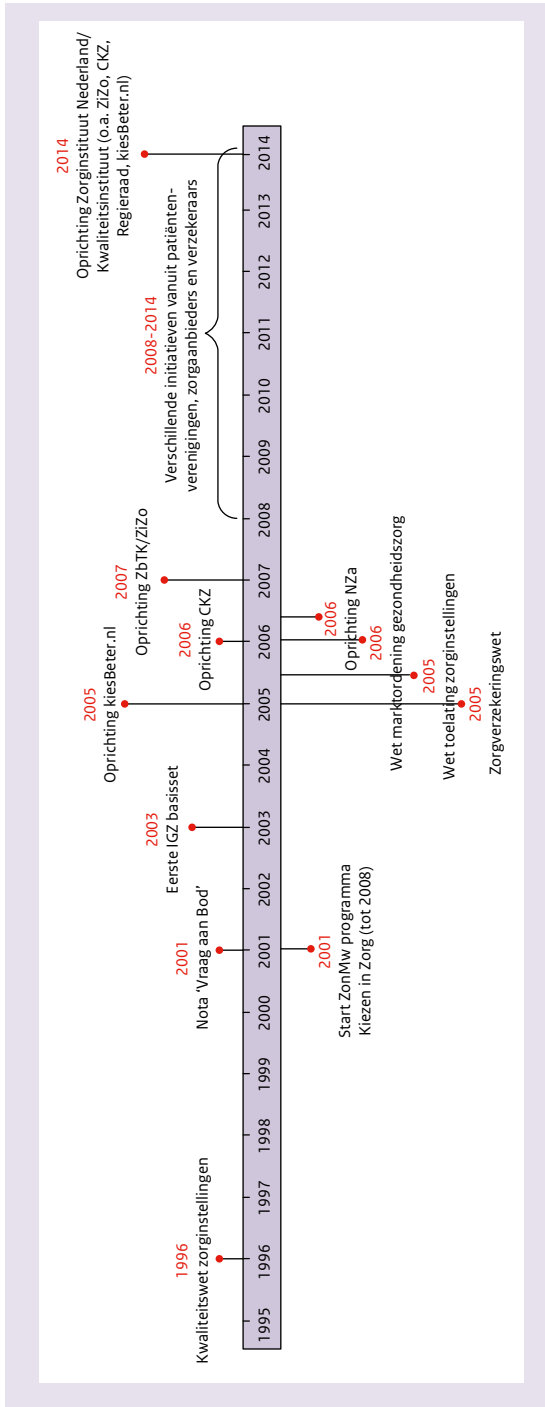 1996
Kwaliteitswet zorginstellingen
2001
Nota ‘Vraag aan Bod’
2003
Eerste IGZ basisset
2005
Oprichting kiesBeter.nl
2006
Oprichting CKZ
2007
Oprichting ZbTK/ZiZo
2008-2014
Verschillende initiatieven vanuit patiënten-
verenigingen, zorgaanbieders en verzekeraars
2014
Oprichting Zorginstituut Nederland/
Kwaliteitsinstituut (o.a. ZiZo, CKZ,
Regieraad, kiesBeter.nl)
1995 1996 1997 1998 1999 2000 2001 2002 2003 2004 2005 2006 2007 2008 2009 2010 2011 2012 2013 2014
2001
Start ZonMw programma
Kiezen in Zorg (tot 2008)
2006
Oprichting NZa
2006
Wet marktordening gezondheidszorg
2005
Wet toelating zorginstellingen
2005
Zorgverzekeringswet